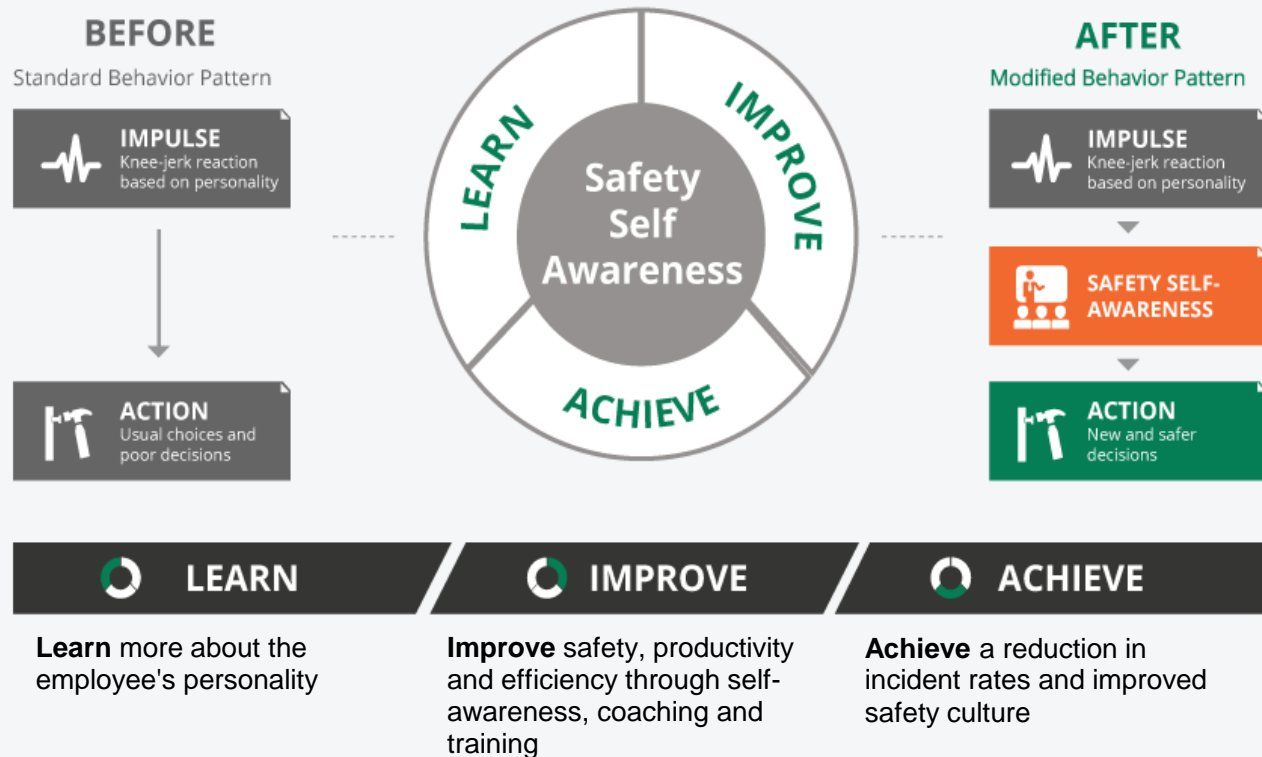 BEFORE
Standard Behavior Pattern
IMPULSE
Knee-jerk reaction
based on personality
ACTION
Usual choices and
poor decisions
LEARN
IMPROVE
ACHIEVE
Safety
Self
Awareness
AFTER
Modified Behavior Pattern
IMPULSE
Knee-jerk reaction
based on personality
SAFETY SELF-
AWARENESS
ACTION
New and safer
decisions
LEARN
Learn more about the
employee's personality
IMPROVE
Improve safety, productivity
and efficiency through self-
awareness, coaching and
training
ACHIEVE
Achieve a reduction in
incident rates and improved
safety culture